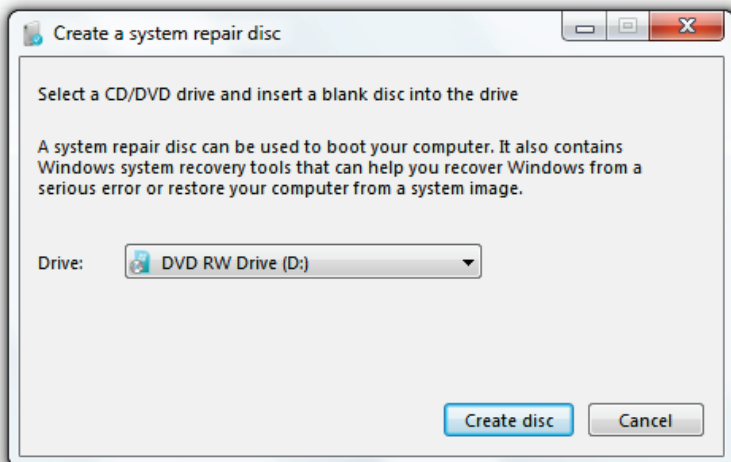 Create a system repair disc
Select a CD/DVD drive and insert a blank disc into the drive
A system repair disc can be used to boot your computer. It also contains
Windows system recovery tools that can help you recover Windows from a
serious error or restore your computer from a system image.
Drive: DVD RW Drive (D:)
Create disc Cancel